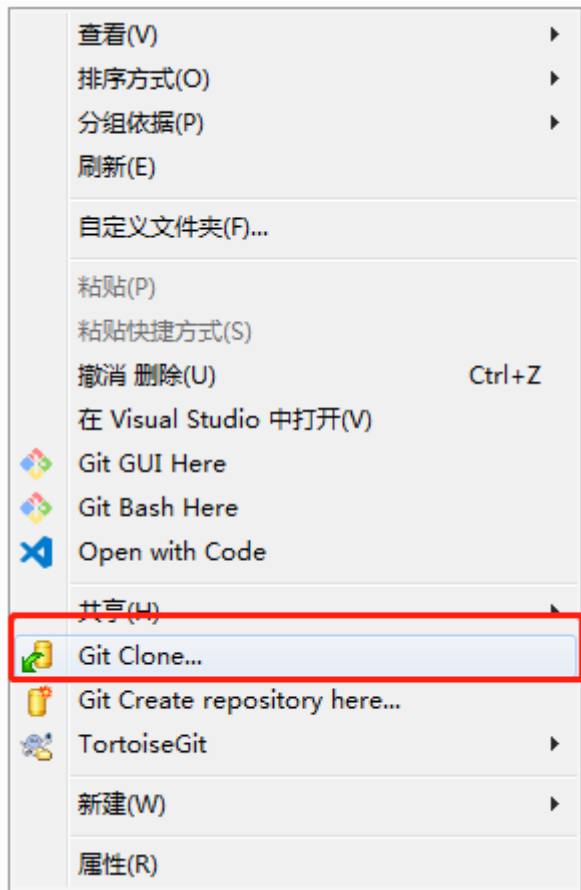 查看(V)
排序方式(O)
分组依据(P)
刷新(E)
自定义文件夹(F)...
粘贴(P)
粘贴快捷方式(S)
撤消 删除(U) Ctrl+Z
在 Visual Studio 中打开(V)
Git GUI Here
Git Bash Here
Open with Code
共享(H)
Git Clone...
Git Create repository here...
TortoiseGit
新建(W)
属性(R)